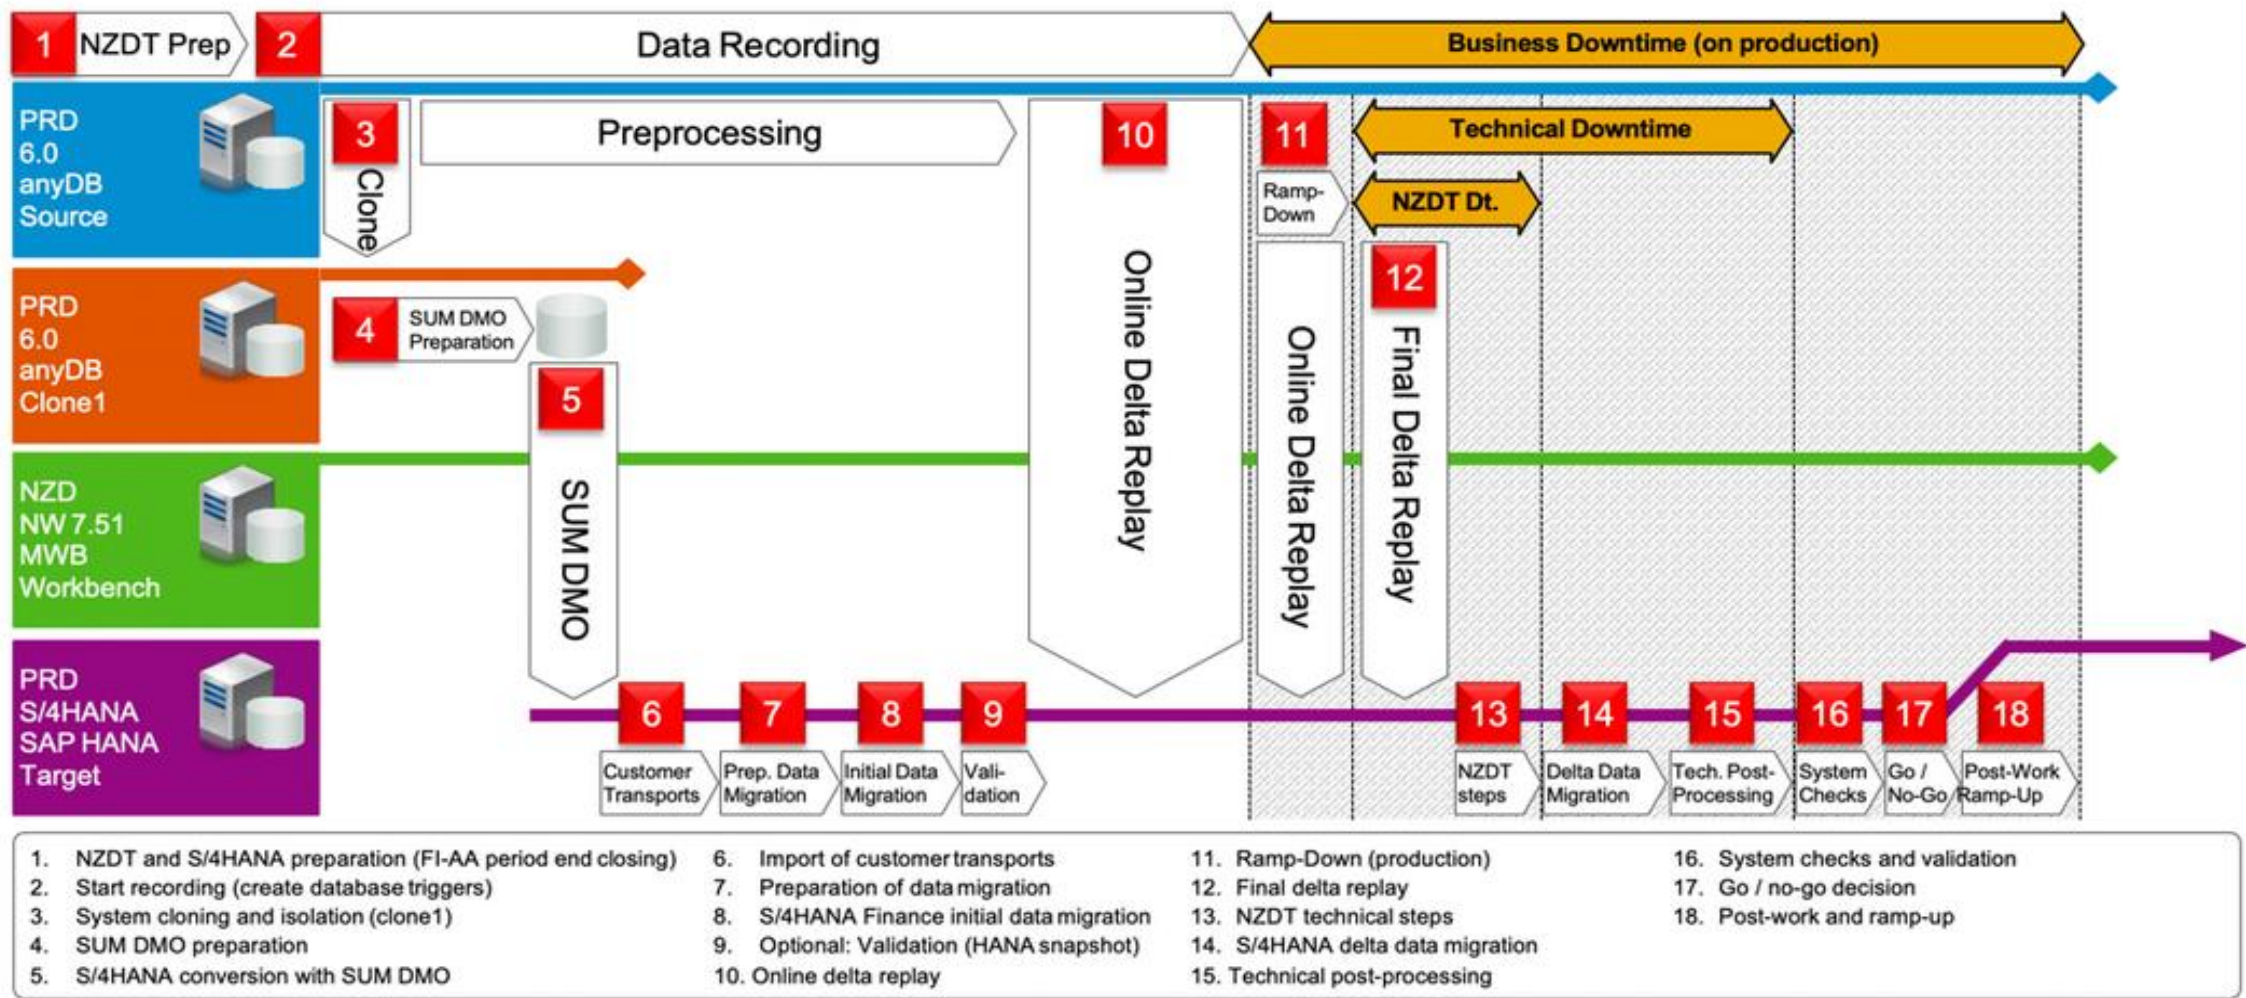 1 NZDT Prep 2 Data Recording Business Downtime (on production)
PRD
6.0
anyDB
Source
3
Clone
Preprocessing
10
Online Delta Replay
11
Ramp-
Down
Online Delta Replay
Technical Downtime
NZDT Dt.
12
Final Delta Replay
PRD
6.0
anyDB
Clone1
4
SUM DMO
Preparation
5
SUM DMO
NZD
NW 7.51
MWB
Workbench
PRD
S/4HANA
SAP HANA
Target
6
Customer
Transports
7
Prep. Data
Migration
8
Initial Data
Migration
9
Vali-
dation
13
NZDT
steps
14
Delta Data
Migration
15
Tech. Post-
Processing
16
System
Checks
17
Go /
No-Go
18
Post-Work
Ramp-Up
1. NZDT and S/4HANA preparation (FI-AA period end closing)
2. Start recording (create database triggers)
3. System cloning and isolation (clone1)
4. SUM DMO preparation
5. S/4HANA conversion with SUM DMO
6. Import of customer transports
7. Preparation of data migration
8. S/4HANA Finance initial data migration
9. Optional: Validation (HANA snapshot)
10. Online delta replay
11. Ramp-Down (production)
12. Final delta replay
13. NZDT technical steps
14. S/4HANA delta data migration
15. Technical post-processing
16. System checks and validation
17. Go / no-go decision
18. Post-work and ramp-up